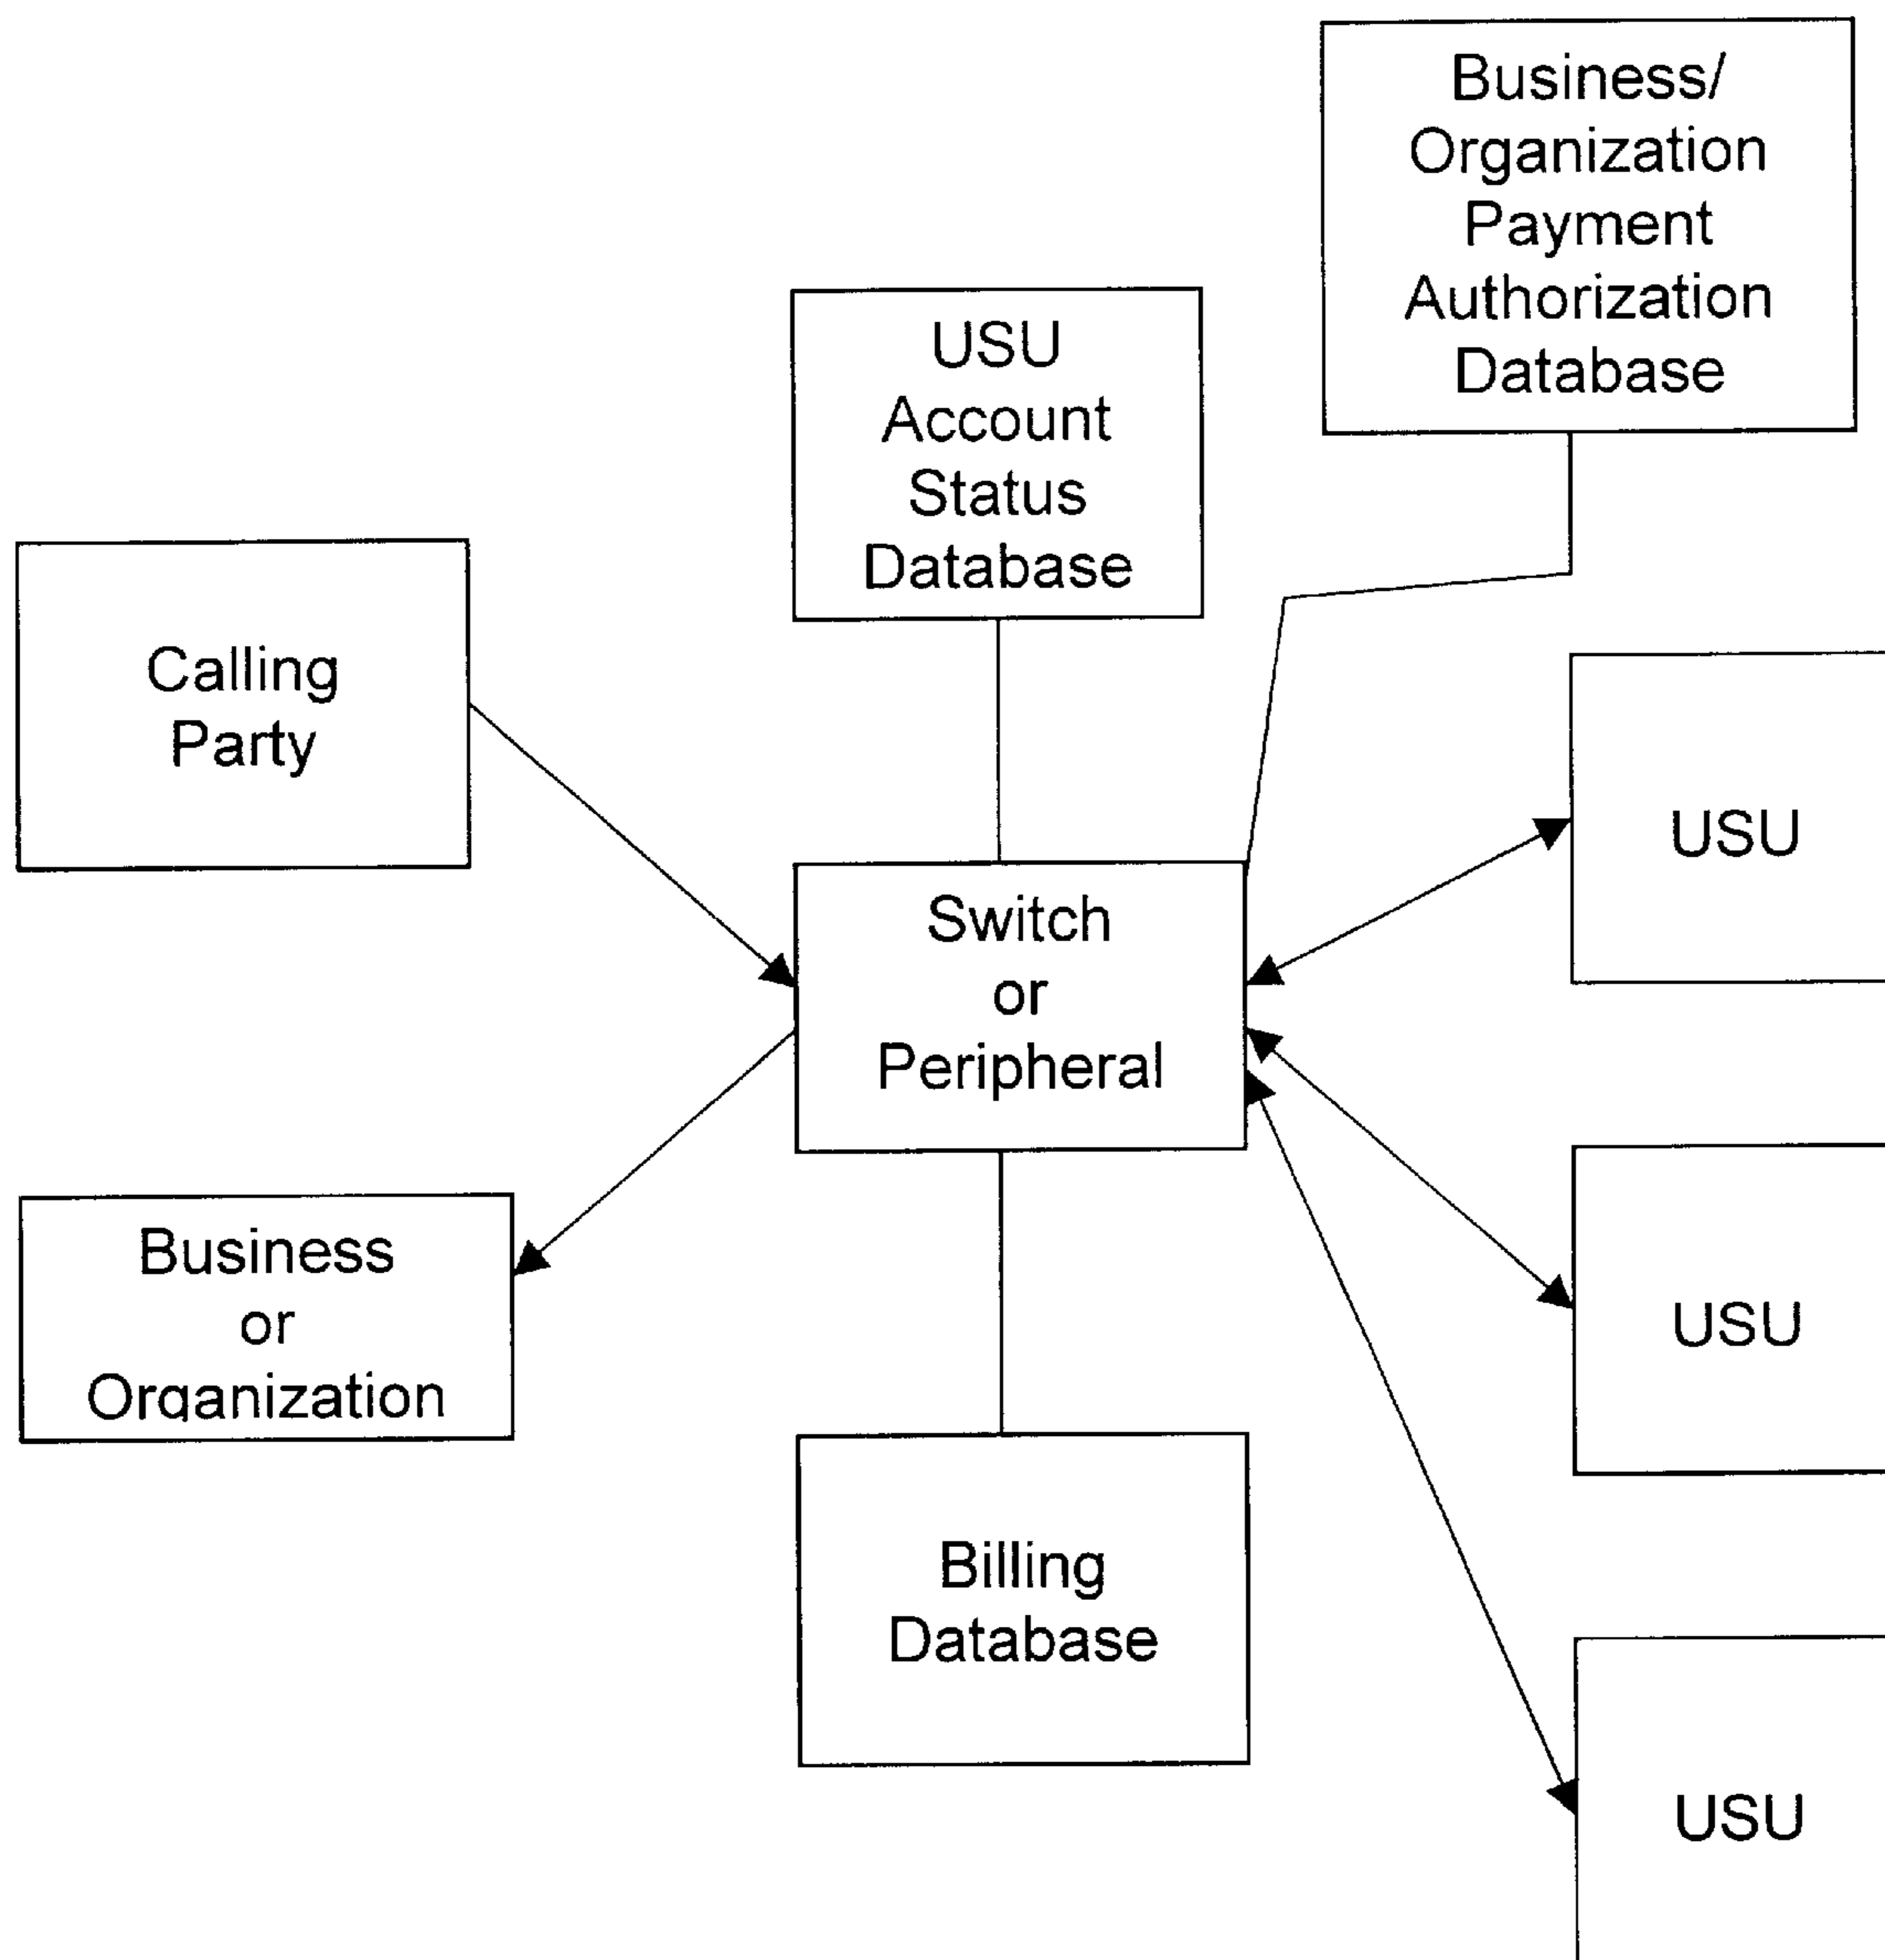 Business/
Organization
Payment
Authorization
Database
USU
Account
Status
Database
Calling
Party
USU
Switch
or
Peripheral
Business
or
Organization
USU
Billing
Database
USU